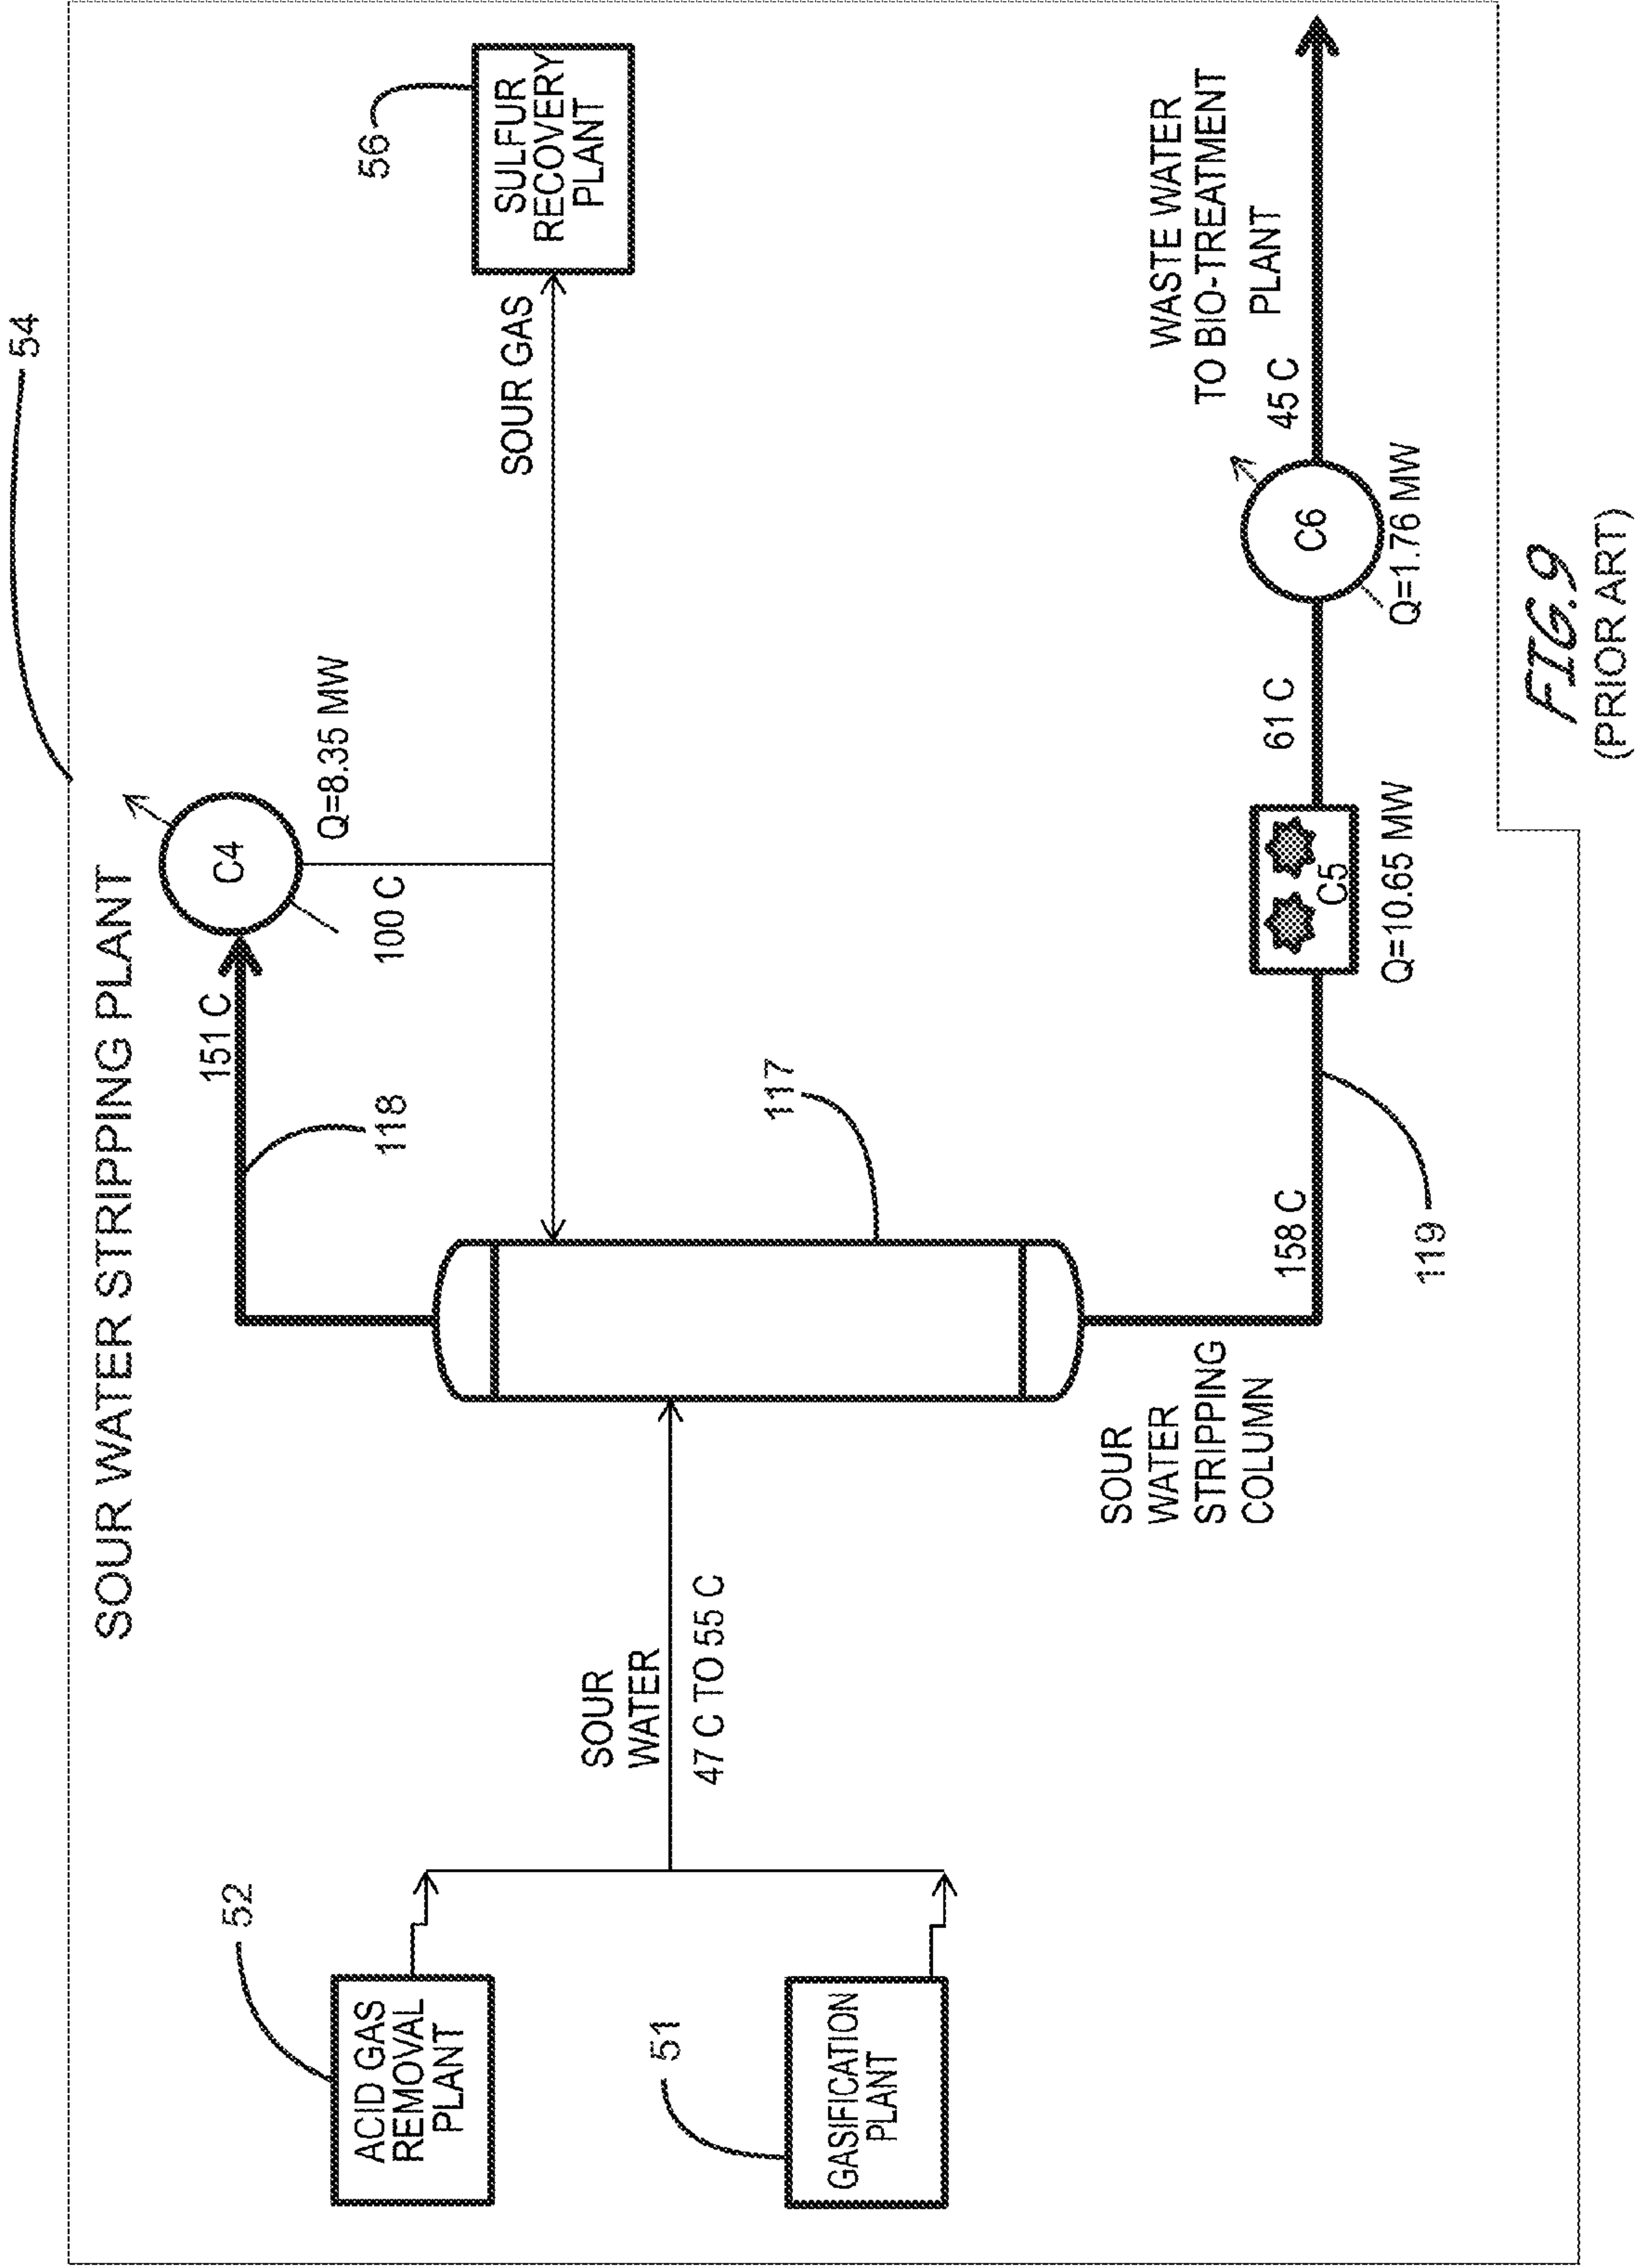 54
SOUR WATER STRIPPING PLANT
52
ACID GAS
REMOVAL
PLANT
51
GASIFICATION
PLANT
SOUR
WATER
47 C TO 55 C
118
151 C
C4
100 C
Q=8.35 MW
117
SOUR GAS
56
SULFUR
RECOVERY
PLANT
SOUR
WATER
STRIPPING
COLUMN
158 C
119
C5
Q=10.65 MW
61 C
C6
Q=1.76 MW
45 C
WASTE WATER
TO BIO-TREATMENT
PLANT
FIG.9
(PRIOR ART)